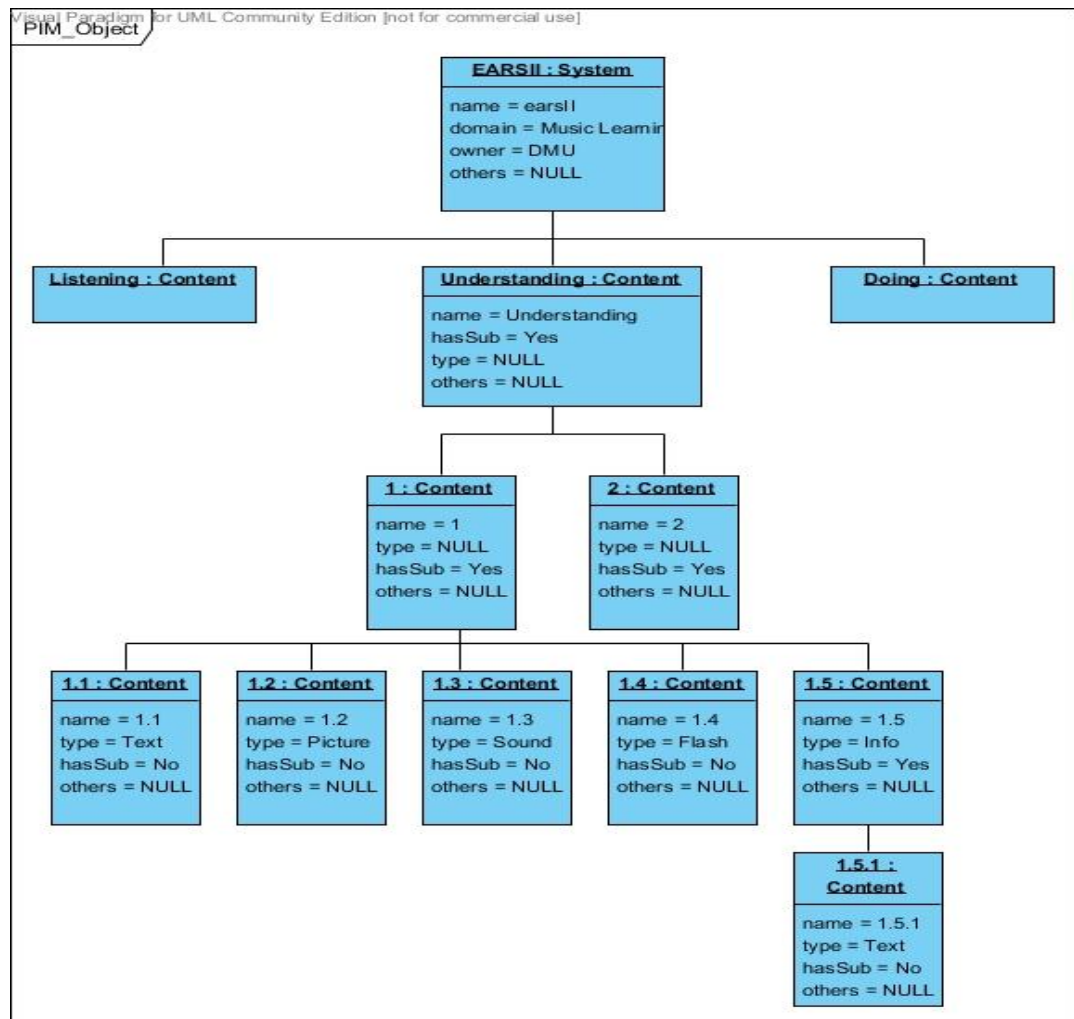 Visual Paradigm for UML Community Edition [not for commercial use]
PIM_Object
EARSII : System
name = earsII
domain = Music Learnin
owner = DMU
others = NULL
Listening : Content
Understanding : Content
name = Understanding
hasSub = Yes
type = NULL
others = NULL
Doing : Content
1 : Content
name = 1
type = NULL
hasSub = Yes
others = NULL
2 : Content
name = 2
type = NULL
hasSub = Yes
others = NULL
1.1 : Content
name = 1.1
type = Text
hasSub = No
others = NULL
1.2 : Content
name = 1.2
type = Picture
hasSub = No
others = NULL
1.3 : Content
name = 1.3
type = Sound
hasSub = No
others = NULL
1.4 : Content
name = 1.4
type = Flash
hasSub = No
others = NULL
1.5 : Content
name = 1.5
type = Info
hasSub = Yes
others = NULL
1.5.1 :
Content
name = 1.5.1
type = Text
hasSub = No
others = NULL